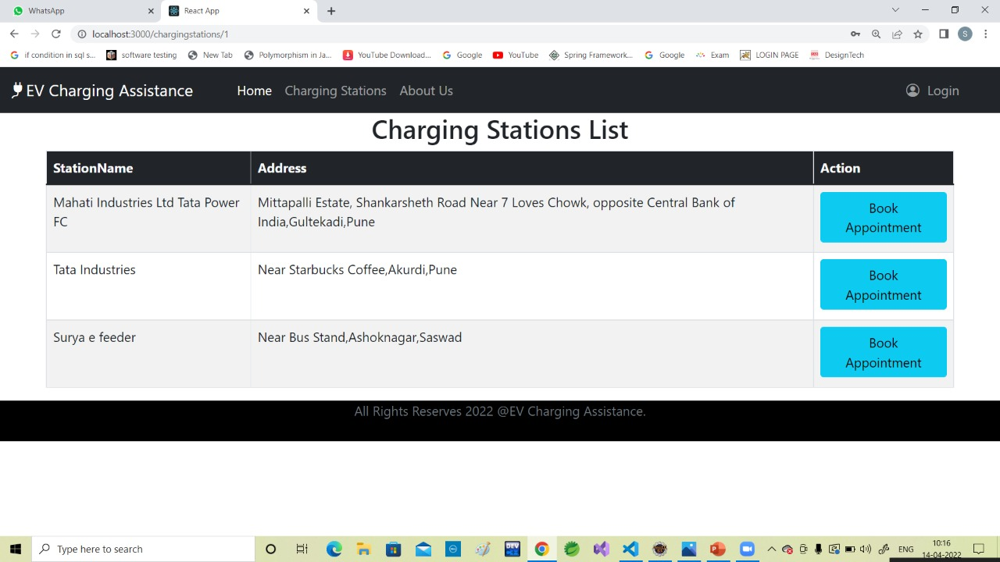 WhatsApp
React App
localhost:3000/chargingstations/1
S
if condition in sql s...
software testing
New Tab
Polymorphism in Ja...
YouTube Download...
Google
YouTube
Spring Framework...
Google
Exam
LOGIN PAGE
DesignTech
EV Charging Assistance
Home
Charging Stations
About Us
Login
Charging Stations List
StationName Address Action
Mahati Industries Ltd Tata Power
FC
Mittapalli Estate, Shankarsheth Road Near 7 Loves Chowk, opposite Central Bank of
India,Gultekadi,Pune
Book
Appointment
Tata Industries
Near Starbucks Coffee,Akurdi,Pune
Book
Appointment
Surya e feeder
Near Bus Stand,Ashoknagar,Saswad
Book
Appointment
All Rights Reserves 2022 @EV Charging Assistance.
Type here to search
DELL
DEV
ENG
10:16
14-04-2022